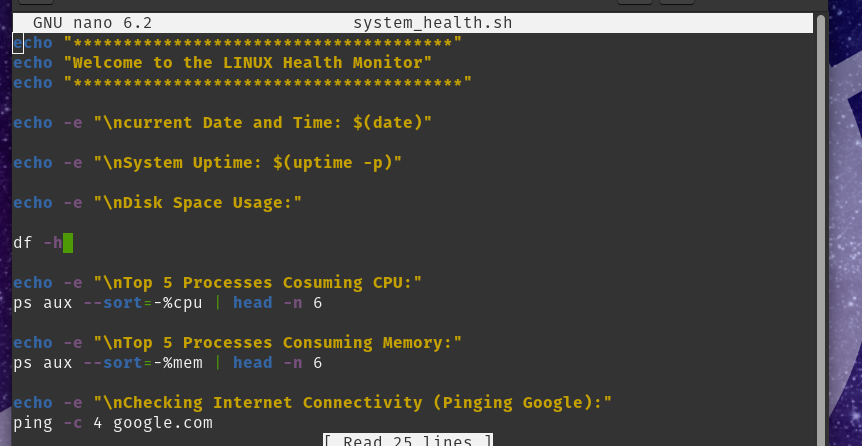 GNU nano 6.2 system_health.sh
echo "**************************************"
echo "Welcome to the LINUX Health Monitor"
echo "***************************************"
echo -e "\ncurrent Date and Time: $(date)"
echo -e "\nSystem Uptime: $(uptime -p)"
echo -e "\nDisk Space Usage:"
df -h
echo -e "\nTop 5 Processes Cosuming CPU:"
ps aux --sort=-%cpu | head -n 6
echo -e "\nTop 5 Processes Consuming Memory:"
ps aux --sort=-%mem | head -n 6
echo -e "\nChecking Internet Connectivity (Pinging Google):"
ping -c 4 google.com
[ Read 25 lines ]